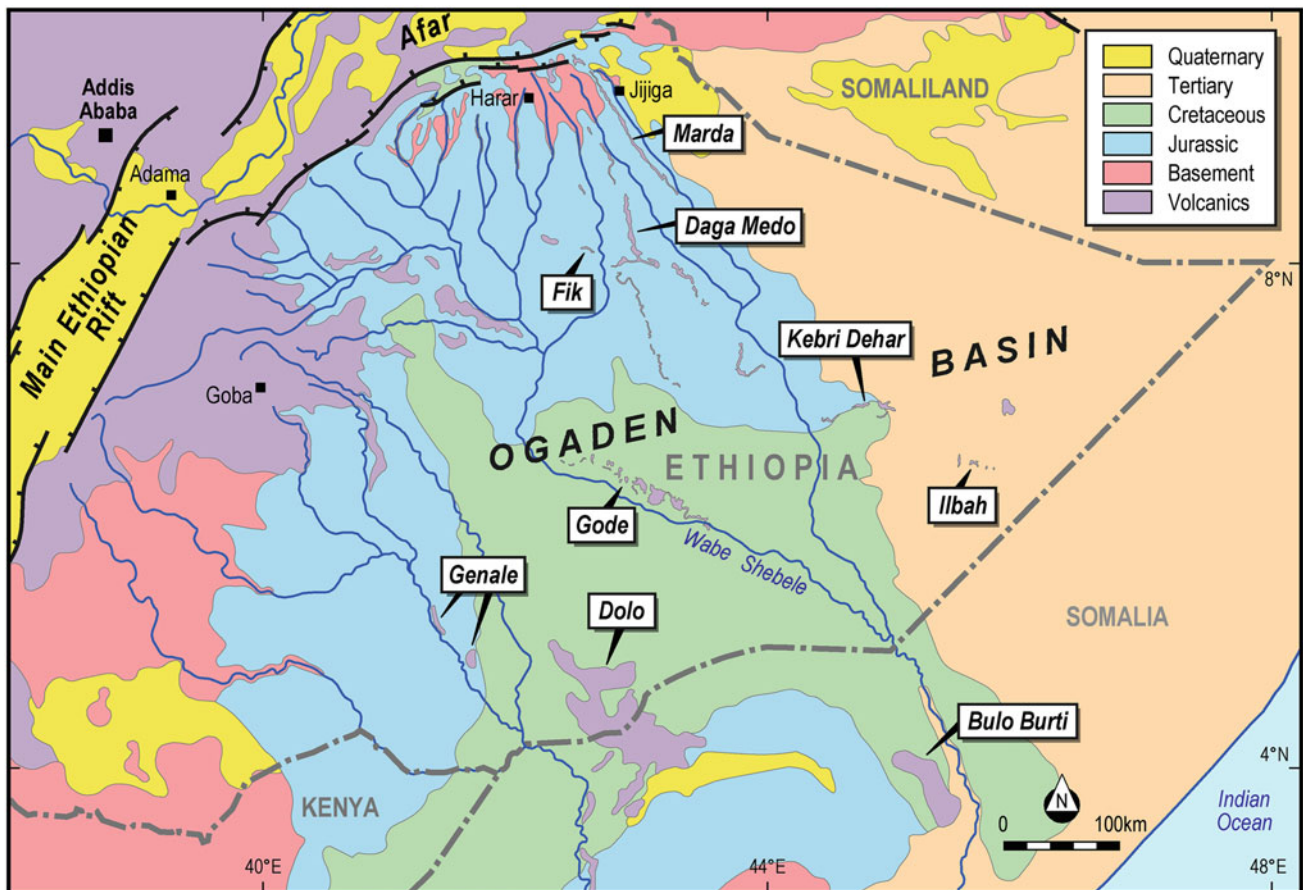 Afar
Addis
Ababa
Adama
Harar
Jijiga
SOMALILAND
Quaternary
Tertiary
Cretaceous
Jurassic
Basement
Volcanics
Marda
Daga Medo
Fik
Main Ethiopian
Rift
8°N
Kebri Dehar
BASIN
Goba
OGADEN
ETHIOPIA
Ilbah
Gode
Wabe Shebele
Genale
Dolo
SOMALIA
Bulo Burti
4°N
KENYA
N
0 100km
Indian
Ocean
40°E
44°E
48°E